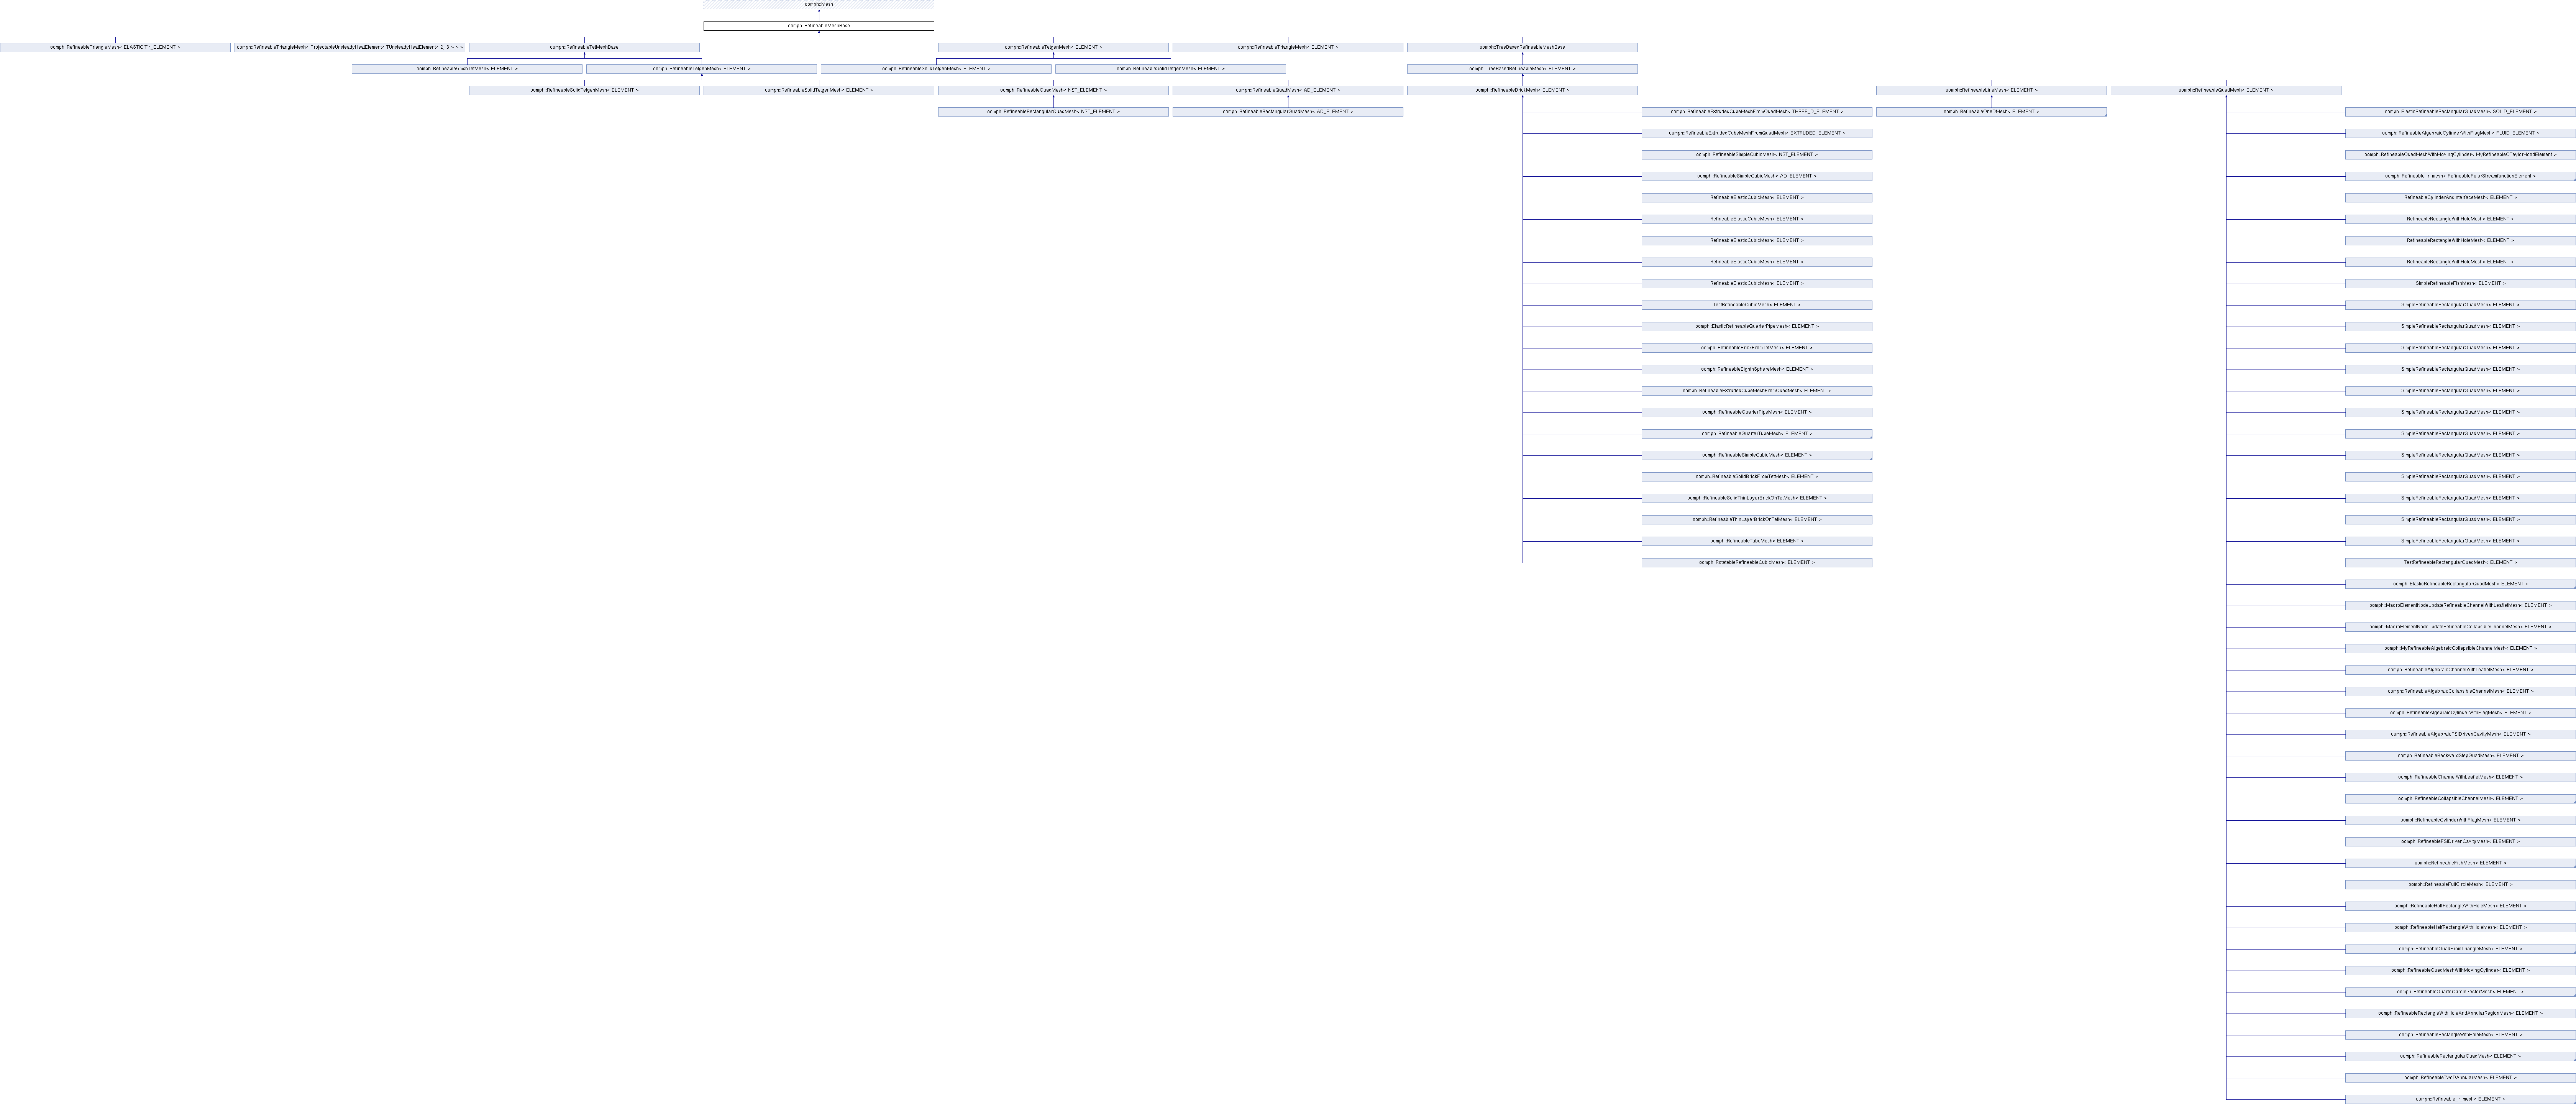 oomph::Mesh
oomph::RefineableMeshBase
oomph::RefineableTriangleMesh< ELASTICITY_ELEMENT >
oomph::RefineableTriangleMesh< ProjectableUnsteadyHeatElement< TUnsteadyHeatElement< 2, 3 > > >
oomph::RefineableTetMeshBase
oomph::RefineableTetgenMesh< ELEMENT >
oomph::RefineableTriangleMesh< ELEMENT >
oomph::TreeBasedRefineableMeshBase
oomph::RefineableGmshTetMesh< ELEMENT >
oomph::RefineableTetgenMesh< ELEMENT >
oomph::RefineableSolidTetgenMesh< ELEMENT >
oomph::RefineableSolidTetgenMesh< ELEMENT >
oomph::TreeBasedRefineableMesh< ELEMENT >
oomph::RefineableSolidTetgenMesh< ELEMENT >
oomph::RefineableSolidTetgenMesh< ELEMENT >
oomph::RefineableQuadMesh< NST_ELEMENT >
oomph::RefineableQuadMesh< AD_ELEMENT >
oomph::RefineableBrickMesh< ELEMENT >
oomph::RefineableLineMesh< ELEMENT >
oomph::RefineableQuadMesh< ELEMENT >
oomph::RefineableRectangularQuadMesh< NST_ELEMENT >
oomph::RefineableRectangularQuadMesh< AD_ELEMENT >
oomph::RefineableExtrudedCubeMeshFromQuadMesh< THREE_D_ELEMENT >
oomph::RefineableOneDMesh< ELEMENT >
oomph::ElasticRefineableRectangularQuadMesh< SOLID_ELEMENT >
oomph::RefineableExtrudedCubeMeshFromQuadMesh< EXTRUDED_ELEMENT >
oomph::RefineableAlgebraicCylinderWithFlagMesh< FLUID_ELEMENT >
oomph::RefineableSimpleCubicMesh< NST_ELEMENT >
oomph::RefineableQuadMeshWithMovingCylinder< MyRefineableQTaylorHoodElement >
oomph::RefineableSimpleCubicMesh< AD_ELEMENT >
oomph::Refineable_r_mesh< RefineablePolarStreamfunctionElement >
RefineableElasticCubicMesh< ELEMENT >
RefineableCylinderAndInterfaceMesh< ELEMENT >
RefineableElasticCubicMesh< ELEMENT >
RefineableRectangleWithHoleMesh< ELEMENT >
RefineableElasticCubicMesh< ELEMENT >
RefineableRectangleWithHoleMesh< ELEMENT >
RefineableElasticCubicMesh< ELEMENT >
RefineableRectangleWithHoleMesh< ELEMENT >
RefineableElasticCubicMesh< ELEMENT >
SimpleRefineableFishMesh< ELEMENT >
TestRefineableCubicMesh< ELEMENT >
SimpleRefineableRectangularQuadMesh< ELEMENT >
oomph::ElasticRefineableQuarterPipeMesh< ELEMENT >
SimpleRefineableRectangularQuadMesh< ELEMENT >
oomph::RefineableBrickFromTetMesh< ELEMENT >
SimpleRefineableRectangularQuadMesh< ELEMENT >
oomph::RefineableEighthSphereMesh< ELEMENT >
SimpleRefineableRectangularQuadMesh< ELEMENT >
oomph::RefineableExtrudedCubeMeshFromQuadMesh< ELEMENT >
SimpleRefineableRectangularQuadMesh< ELEMENT >
oomph::RefineableQuarterPipeMesh< ELEMENT >
SimpleRefineableRectangularQuadMesh< ELEMENT >
oomph::RefineableQuarterTubeMesh< ELEMENT >
SimpleRefineableRectangularQuadMesh< ELEMENT >
oomph::RefineableSimpleCubicMesh< ELEMENT >
SimpleRefineableRectangularQuadMesh< ELEMENT >
oomph::RefineableSolidBrickFromTetMesh< ELEMENT >
SimpleRefineableRectangularQuadMesh< ELEMENT >
oomph::RefineableSolidThinLayerBrickOnTetMesh< ELEMENT >
SimpleRefineableRectangularQuadMesh< ELEMENT >
oomph::RefineableThinLayerBrickOnTetMesh< ELEMENT >
SimpleRefineableRectangularQuadMesh< ELEMENT >
oomph::RefineableTubeMesh< ELEMENT >
SimpleRefineableRectangularQuadMesh< ELEMENT >
oomph::RotatableRefineableCubicMesh< ELEMENT >
TestRefineableRectangularQuadMesh< ELEMENT >
oomph::ElasticRefineableRectangularQuadMesh< ELEMENT >
oomph::MacroElementNodeUpdateRefineableChannelWithLeafletMesh< ELEMENT >
oomph::MacroElementNodeUpdateRefineableCollapsibleChannelMesh< ELEMENT >
oomph::MyRefineableAlgebraicCollapsibleChannelMesh< ELEMENT >
oomph::RefineableAlgebraicChannelWithLeafletMesh< ELEMENT >
oomph::RefineableAlgebraicCollapsibleChannelMesh< ELEMENT >
oomph::RefineableAlgebraicCylinderWithFlagMesh< ELEMENT >
oomph::RefineableAlgebraicFSIDrivenCavityMesh< ELEMENT >
oomph::RefineableBackwardStepQuadMesh< ELEMENT >
oomph::RefineableChannelWithLeafletMesh< ELEMENT >
oomph::RefineableCollapsibleChannelMesh< ELEMENT >
oomph::RefineableCylinderWithFlagMesh< ELEMENT >
oomph::RefineableFSIDrivenCavityMesh< ELEMENT >
oomph::RefineableFishMesh< ELEMENT >
oomph::RefineableFullCircleMesh< ELEMENT >
oomph::RefineableHalfRectangleWithHoleMesh< ELEMENT >
oomph::RefineableHalfRectangleWithHoleMesh< ELEMENT >
oomph::RefineableQuadFromTriangleMesh< ELEMENT >
oomph::RefineableQuadMeshWithMovingCylinder< ELEMENT >
oomph::RefineableQuarterCircleSectorMesh< ELEMENT >
oomph::RefineableRectangleWithHoleAndAnnularRegionMesh< ELEMENT >
oomph::RefineableRectangleWithHoleMesh< ELEMENT >
oomph::RefineableRectangularQuadMesh< ELEMENT >
oomph::RefineableTwoDAnnularMesh< ELEMENT >
oomph::Refineable_r_mesh< ELEMENT >